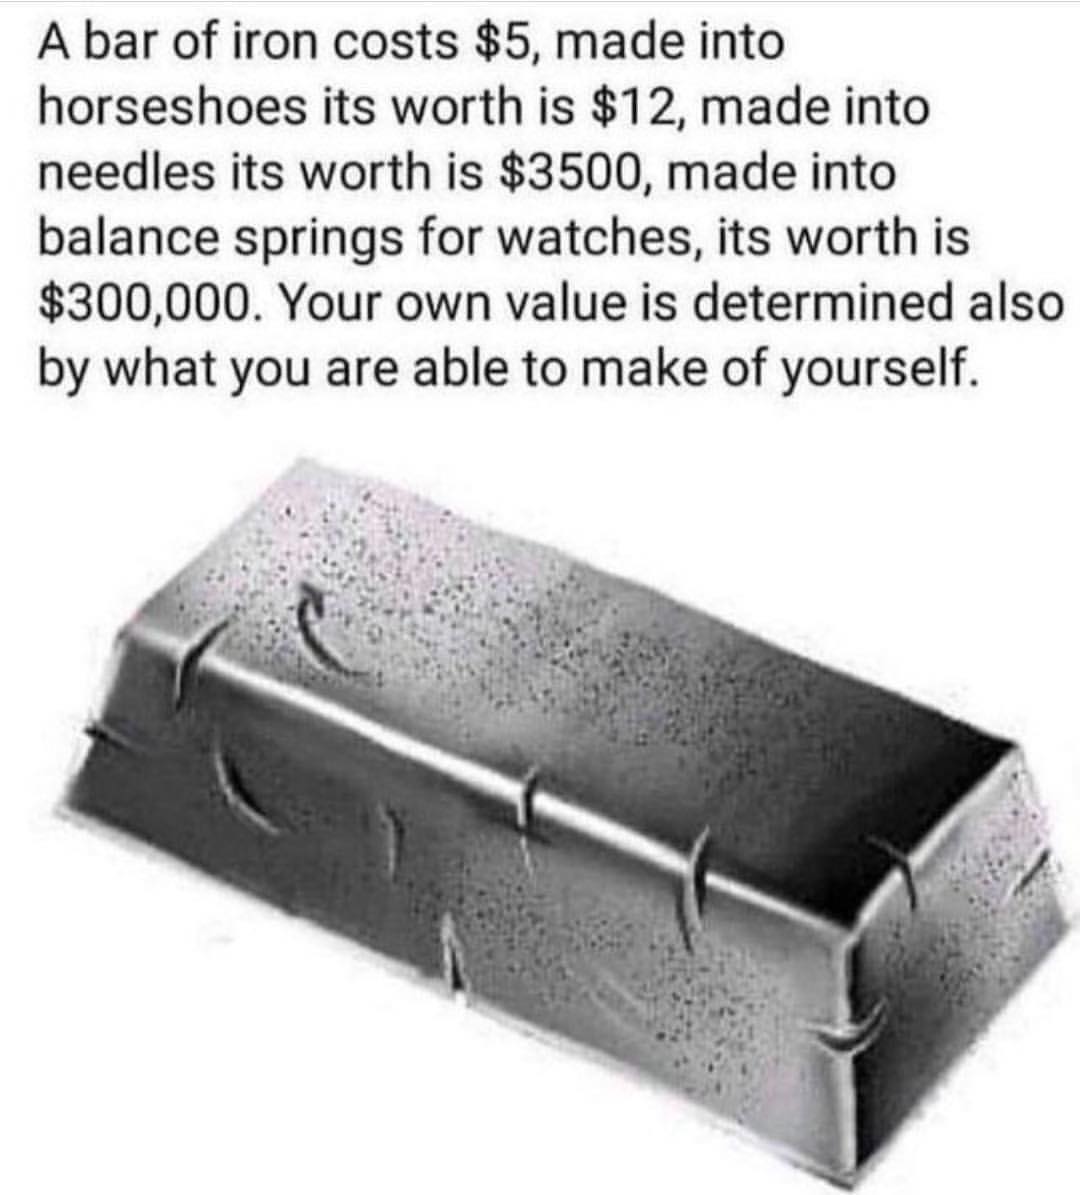 A bar of iron costs $5, made into
horseshoes its worth is $12, made into
needles its worth is $3500, made into
balance springs for watches, its worth is
$300,000. Your own value is determined also
by what you are able to make of yourself.